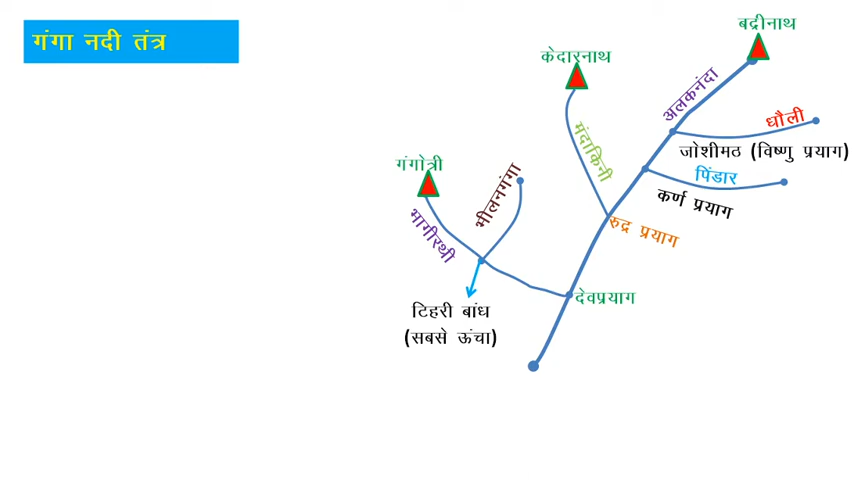 गंगा नदी तंत्र
बद्रीनाथ
केदारनाथ
अलकनंदा
धौली
जोशीमठ (विष्णु प्रयाग)
मंदाकिनी
पिंडार
गंगोत्री
भीलनगंगा
कर्ण प्रयाग
भागीरथी
रुद्र प्रयाग
देवप्रयाग
टिहरी बांध
(सबसे ऊंचा)